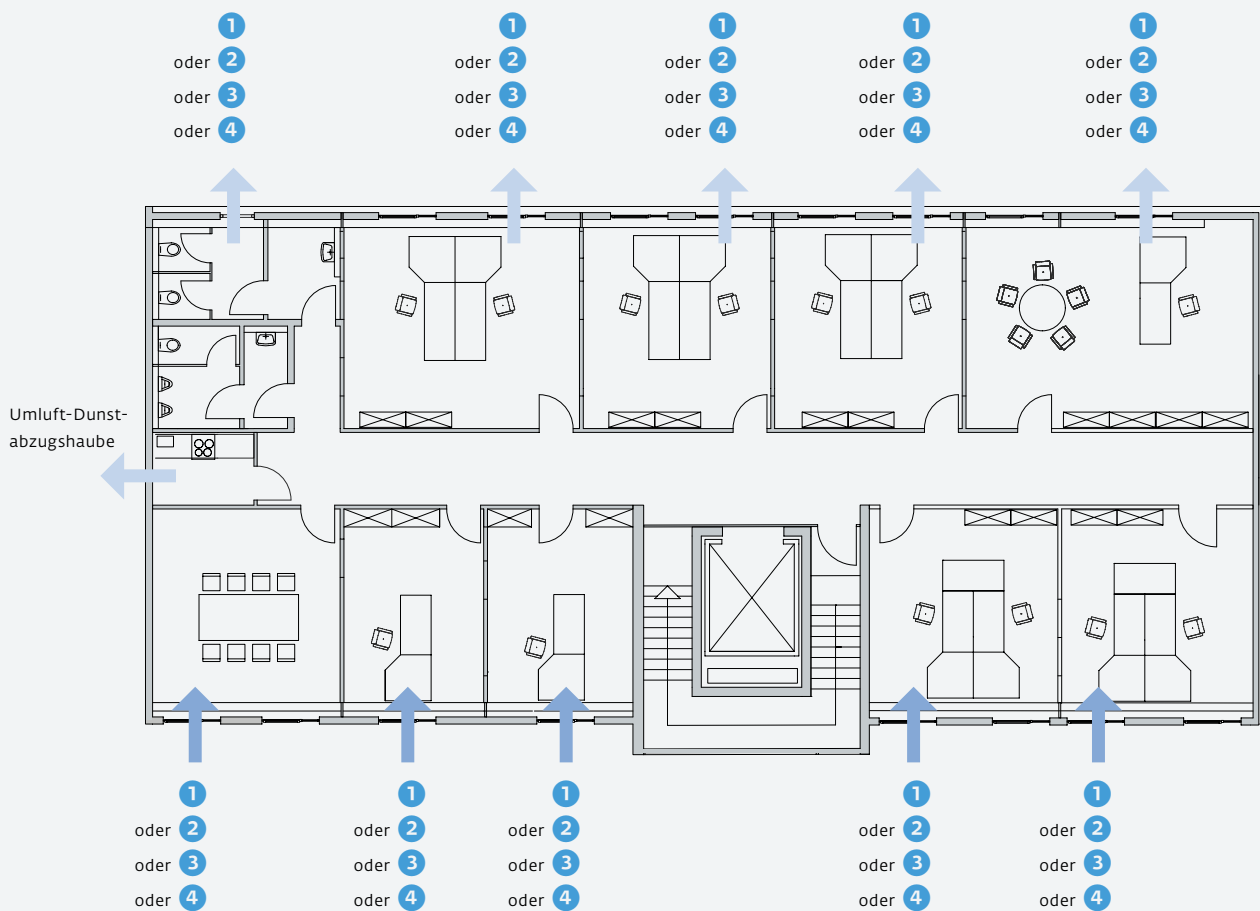 1 1 1 1 1
oder 2 oder 2 oder 2 oder 2 oder 2
oder 3 oder 3 oder 3 oder 3 oder 3
oder 4 oder 4 oder 4 oder 4 oder 4
Umluft-Dunst-
abzugshaube
1 1 1 1 1
oder 2 oder 2 oder 2 oder 2 oder 2
oder 3 oder 3 oder 3 oder 3 oder 3
oder 4 oder 4 oder 4 oder 4 oder 4